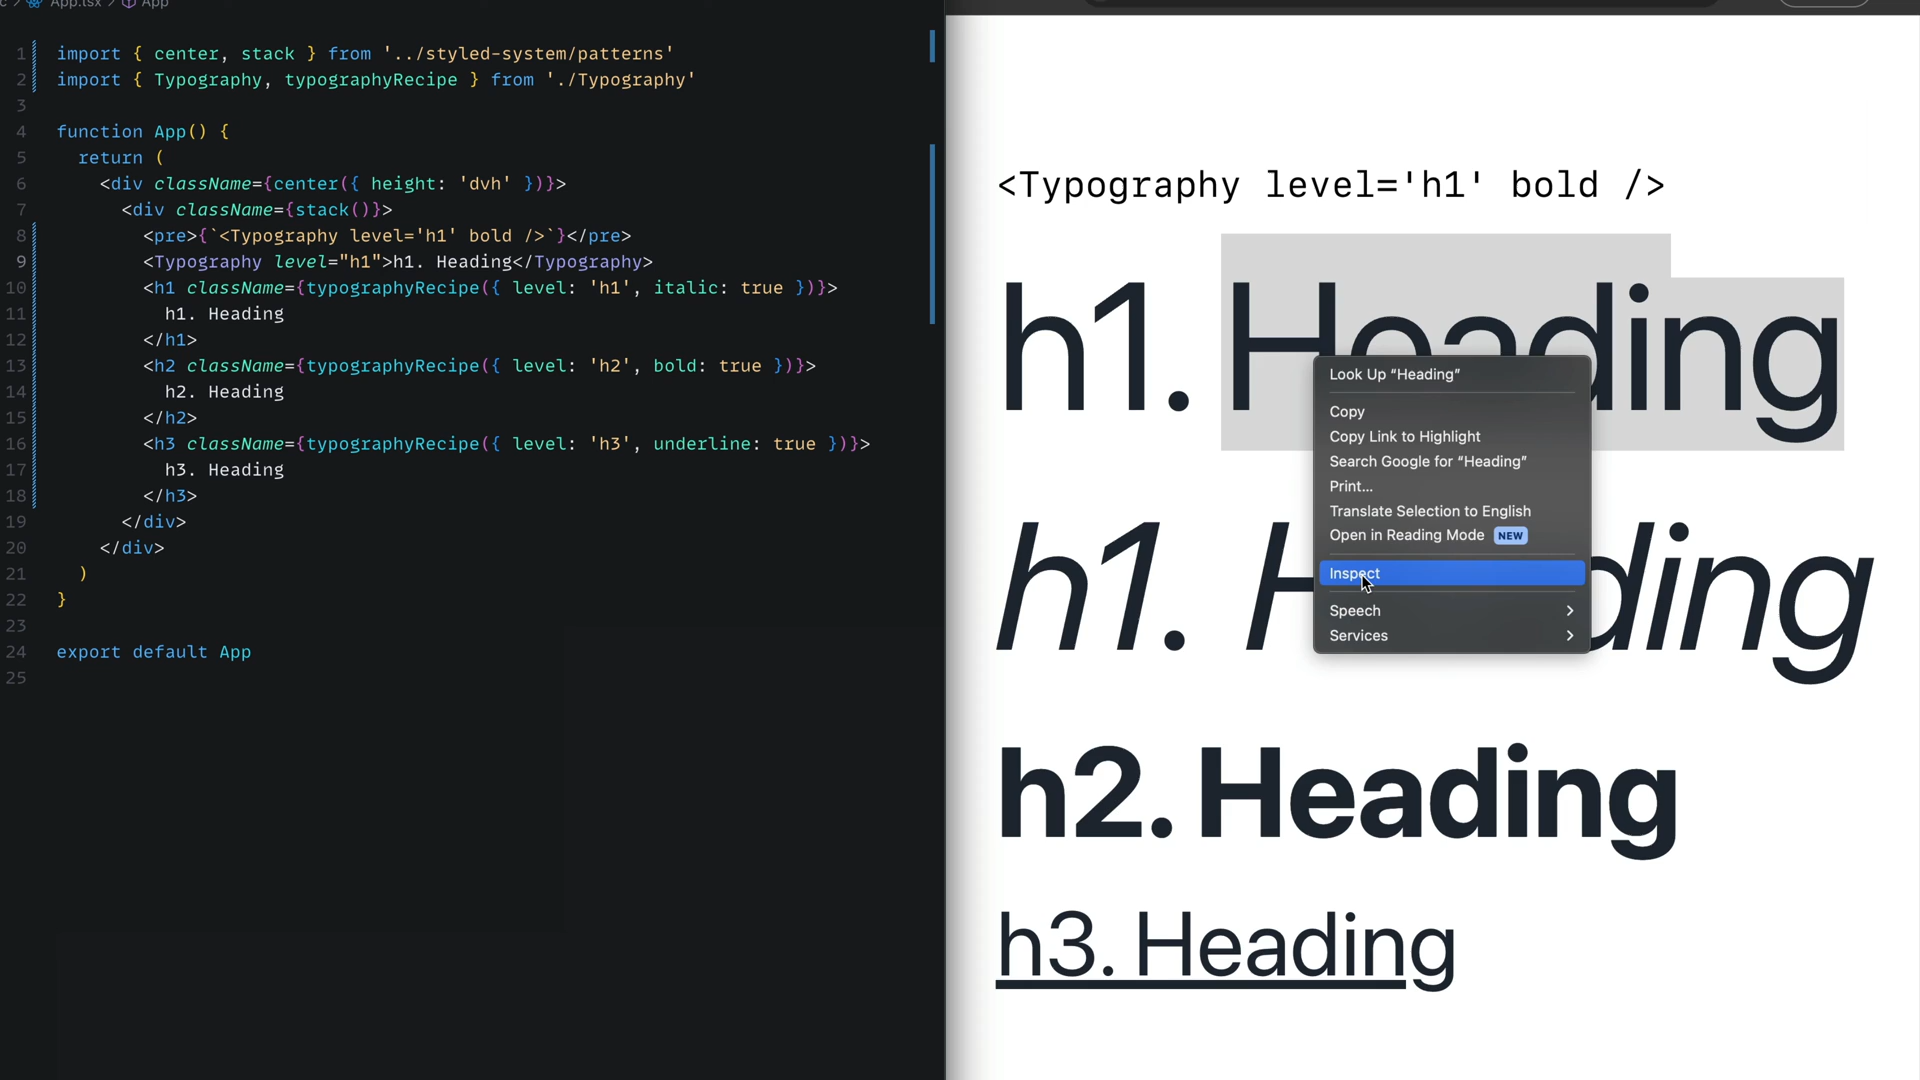 App.tsx > App
1 import { center, stack } from '../styled-system/patterns'
2 import { Typography, typographyRecipe } from './Typography'
3
4 function App() {
5 return (
6 <div className={center({ height: 'dvh' })}>
7 <div className={stack()}>
8 <pre>{`<Typography level='h1' bold />`}</pre>
9 <Typography level="h1">h1. Heading</Typography>
10 <h1 className={typographyRecipe({ level: 'h1', italic: true })}>
11 h1. Heading
12 </h1>
13 <h2 className={typographyRecipe({ level: 'h2', bold: true })}>
14 h2. Heading
15 </h2>
16 <h3 className={typographyRecipe({ level: 'h3', underline: true })}>
17 h3. Heading
18 </h3>
19 </div>
20 </div>
21 )
22 }
23
24 export default App
25
<Typography level='h1' bold />
h1. Heading
Look Up “Heading”
Copy
Copy Link to Highlight
Search Google for “Heading”
Print...
Translate Selection to English
Open in Reading Mode NEW
Inspect
Speech
Services
h1. H ding
h2. Heading
h3. Heading